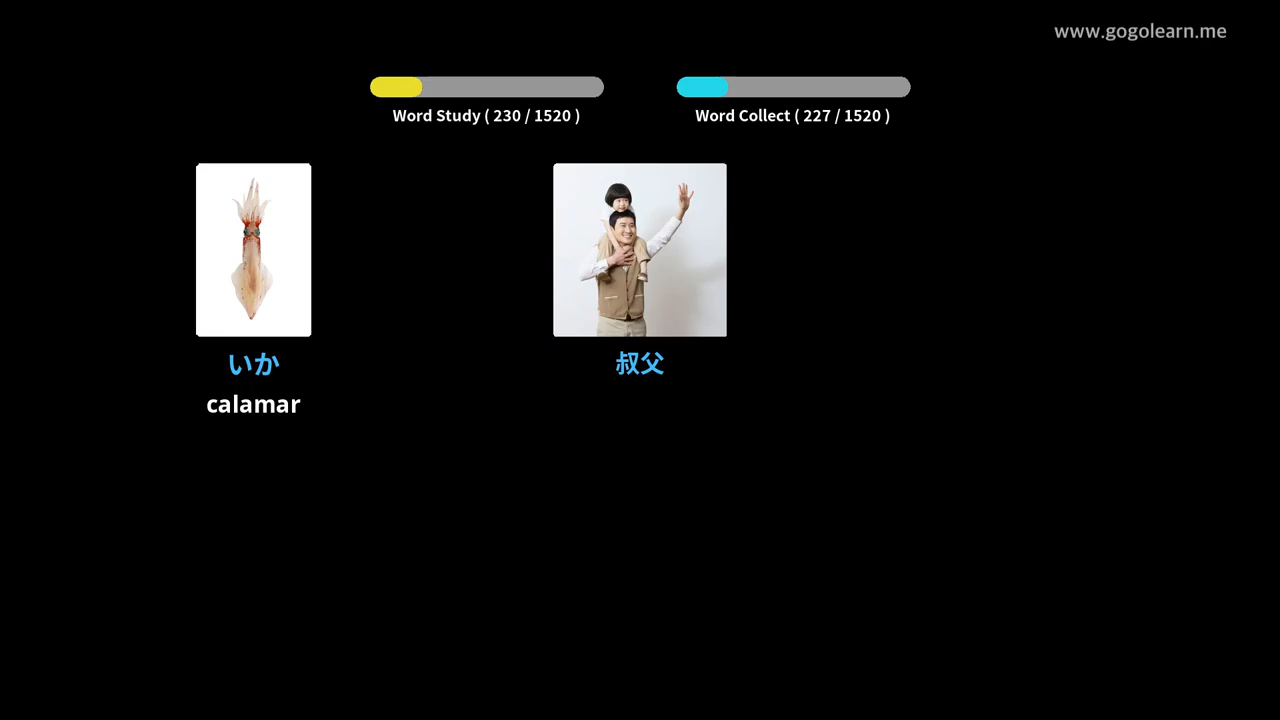 www.gogolearn.me
Word Study ( 230 / 1520 )
Word Collect ( 227 / 1520 )
いか
calamar
叔父